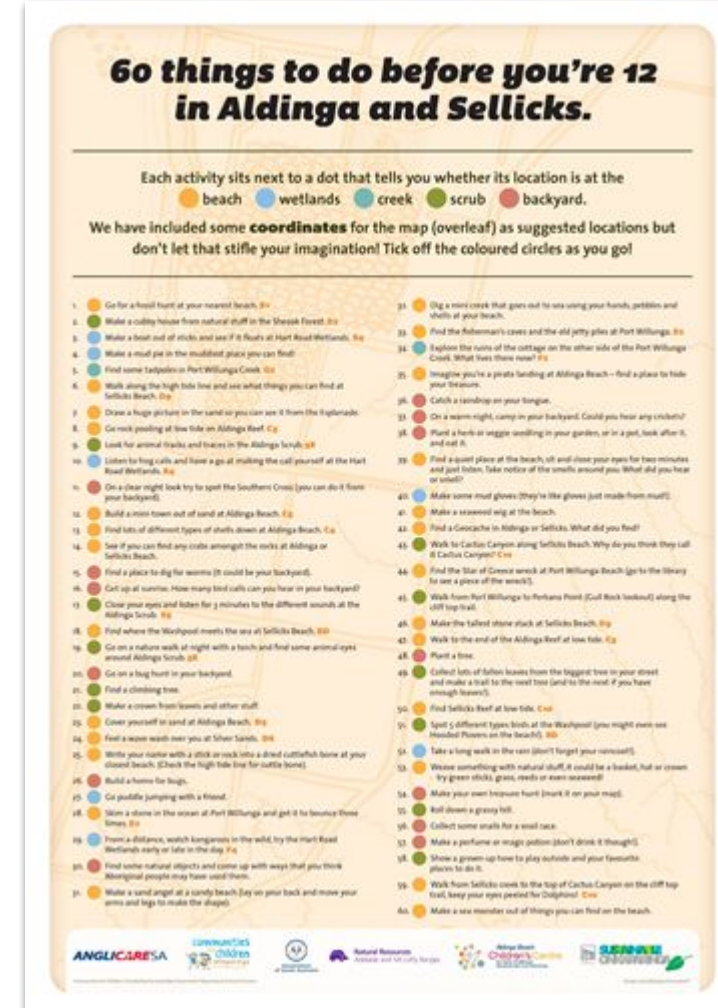 60 things to do before you're 12
in Aldinga and Sellicks.
Each activity sits next to a dot that tells you whether its location is at the
beach wetlands creek scrub backyard.
We have included some coordinates for the map (overleaf) as suggested locations but
don't let that stifle your imagination! Tick off the coloured circles as you go!
1. Go for a fossil hunt at your nearest beach.
2. Make a cubby house from natural stuff in the Sheoak Forest.
3. Make a boat out of sticks and see if it floats at Hart Road Wetlands.
4. Make a mud pie in the muddiest place you can find!
5. Find some tadpoles in Port Willunga Creek.
6. Walk along the high tide line and see what things you can find at
Sellicks Beach. D9
7. Draw a huge picture in the sand so you can see it from the Esplanade.
8. Go rock pooling at low tide on Aldinga Reef. C3
9. Look for animal tracks and traces in the Aldinga Scrub.
10. Listen to frog calls and have a go at making the call yourself at the Hart
Road Wetlands.
11. On a clear night look try to spot the Southern Cross (you can do it from
your backyard).
12. Build a mini town out of sand at Aldinga Beach.
13. Find lots of different types of shells down at Aldinga Beach. C4
14. See if you can find any crabs amongst the rocks at Aldinga or
Sellicks Beach.
15. Find a place to dig for worms (it could be your backyard).
16. Get up at sunrise. How many bird calls can you hear in your backyard?
17. Close your eyes and listen for 3 minutes to the different sounds at the
Aldinga Scrub.
18. Find where the Washpool meets the sea at Sellicks Beach.
19. Go on a nature walk at night with a torch and find some animal eyes
around Aldinga Scrub.
20. Go on a bug hunt in your backyard.
21. Find a climbing tree.
22. Make a crown from leaves and other stuff.
23. Cover yourself in sand at Aldinga Beach.
24. Feel a wave wash over you at Silver Sands.
25. Write your name with a stick or rock into a dried cuttlefish bone at your
closest beach. (Check the high tide line for cuttle bone).
26. Build a home for bugs.
27. Go puddle jumping with a friend.
28. Skim a stone in the ocean at Port Willunga and get it to bounce three
times.
29. From a distance, watch kangaroos in the wild, try the Hart Road
Wetlands early or late in the day.
30. Find some natural objects and come up with ways that you think
Aboriginal people may have used them.
31. Make a sand angel at a sandy beach (lay on your back and move your
arms and legs to make the shape).
32. Dig a mini creek that goes out to sea using your hands, pebbles and
shells at your beach.
33. Find the fisherman's caves and the old jetty piles at Port Willunga.
34. Explore the ruins of the cottage on the other side of the Port Willunga
Creek. What lives there now?
35. Imagine you're a pirate landing at Aldinga Beach – find a place to hide
your treasure.
36. Catch a raindrop on your tongue.
37. On a warm night, camp in your backyard. Could you hear any crickets?
38. Plant a herb or veggie seedling in your garden, or in a pot, look after it,
and eat it.
39. Find a quiet place at the beach, sit and close your eyes for two minutes
and just listen. Take notice of the smells around you. What did you hear
or smell?
40. Make some mud gloves (they're like gloves just made from mud!).
41. Make a seaweed wig at the beach.
42. Find a Geocache in Aldinga or Sellicks. What did you find?
43. Walk to Cactus Canyon along Sellicks Beach. Why do you think they call
it Cactus Canyon? C10
44. Find the Star of Greece wreck at Port Willunga Beach (go to the library
to see a piece of the wreck!).
45. Walk from Port Willunga to Perkana Point (Gull Rock lookout) along the
cliff top trail.
46. Make the tallest stone stack at Sellicks Beach. D9
47. Walk to the end of the Aldinga Reef at low tide. C3
48. Plant a tree.
49. Collect lots of fallen leaves from the biggest tree in your street
and make a trail to the next tree (and to the next if you have
enough leaves!).
50. Find Sellicks Reef at low tide. C10
51. Spot 5 different types birds at the Washpool (you might even see
Hooded Plovers on the beach!).
52. Take a long walk in the rain (don't forget your raincoat!).
53. Weave something with natural stuff, it could be a basket, hat or crown
- try green sticks, grass, reeds or even seaweed!
54. Make your own treasure hunt (mark it on your map).
55. Roll down a grassy hill.
56. Collect some snails for a snail race.
57. Make a perfume or magic potion (don't drink it though!).
58. Show a grown-up how to play outside and your favourite
places to do it.
59. Walk from Sellicks creek to the top of Cactus Canyon on the cliff top
trail, keep your eyes peeled for Dolphins! C10
60. Make a sea monster out of things you can find on the beach.
ANGLICARESA
communities
children
Natural Resources
Adelaide and Mt Lofty Ranges
Aldinga Beach
Children's Centre
SUSTAINABLE
ONKAPARINGA